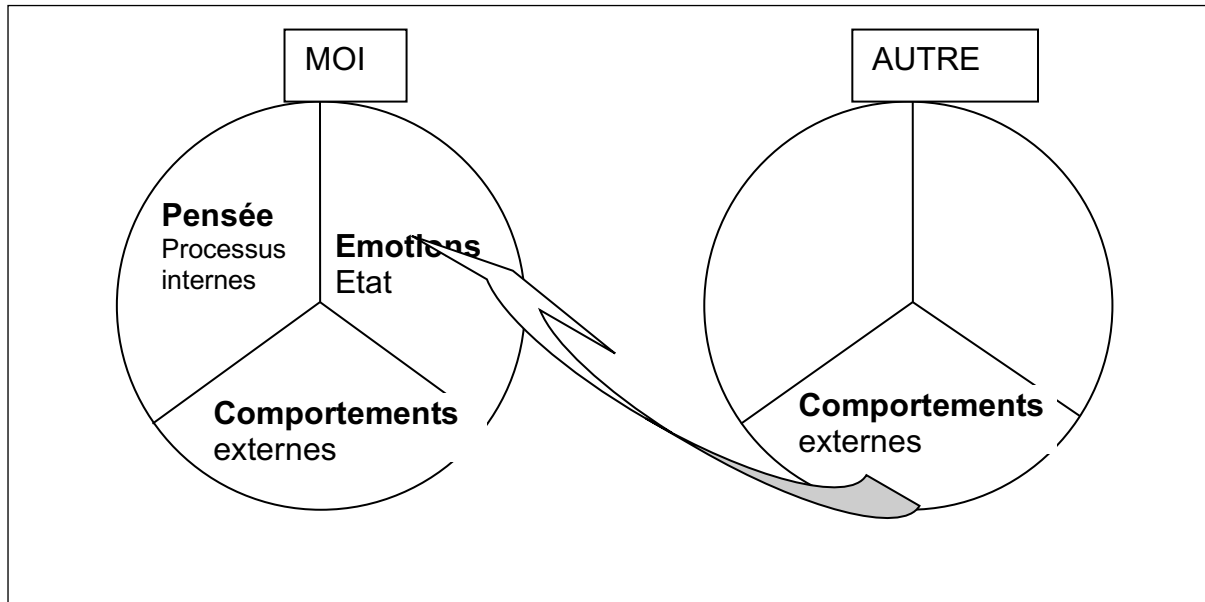 MOI
AUTRE
Pensée
Processus
internes
Emotions
Etat
Comportements
externes
Comportements
externes